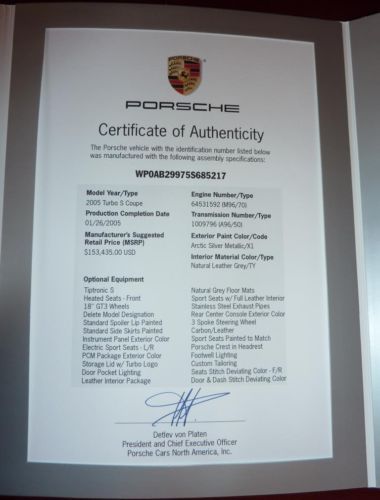 PORSCHE
PORSCHE
Certificate of Authenticity
The Porsche vehicle with the identification number listed below
was manufactured with the following assembly specifications:
WP0AB29975S685217
Model Year/Type
2005 Turbo S Coupe
Production Completion Date
01/26/2005
Manufacturer's Suggested
Retail Price (MSRP)
$153,435.00 USD
Engine Number/Type
64531592 (M96/70)
Transmission Number/Type
1009796 (A96/50)
Exterior Paint Color/Code
Arctic Silver Metallic/X1
Interior Material Color/Type
Natural Leather Grey/TY
Optional Equipment
Tiptronic S
Heated Seats - Front
18" GT3 Wheels
Delete Model Designation
Standard Spoiler Lip Painted
Standard Side Skirts Painted
Instrument Panel Exterior Color
Electric Sport Seats - L/R
PCM Package Exterior Color
Storage Lid w/ Turbo Logo
Door Pocket Lighting
Leather Interior Package
Natural Grey Floor Mats
Sport Seats w/ Full Leather Interior
Stainless Steel Exhaust Pipes
Rear Center Console Exterior Color
3 Spoke Steering Wheel
Carbon/Leather
Sport Seats Painted to Match
Porsche Crest in Headrest
Footwell Lighting
Custom Tailoring
Seats Stitch Deviating Color - F/R
Door & Dash Stitch Deviating Color
Detlev von Platen
President and Chief Executive Officer
Porsche Cars North America, Inc.